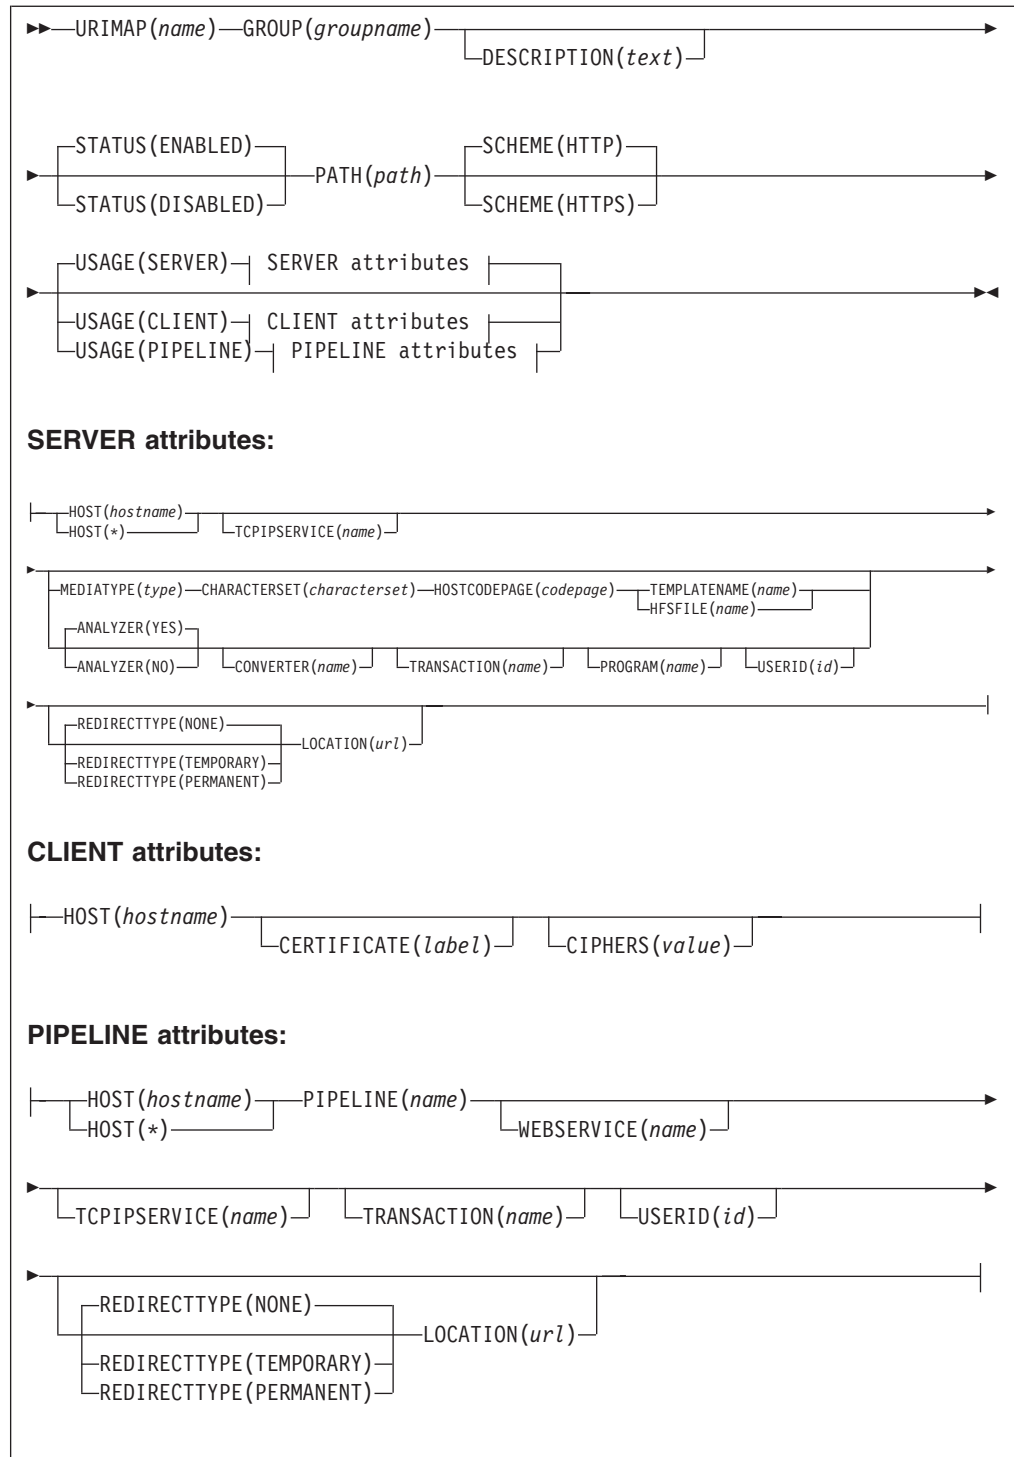 URIMAP(name) GROUP(groupname)
DESCRIPTION(text)
STATUS(ENABLED) SCHEME(HTTP)
PATH(path)
STATUS(DISABLED) SCHEME(HTTPS)
USAGE(SERVER) SERVER attributes
USAGE(CLIENT) CLIENT attributes
USAGE(PIPELINE) PIPELINE attributes
SERVER attributes:
HOST(hostname)
HOST(*) TCPIPSERVICE(name)
MEDIATYPE(type) CHARACTERSET(characterset) HOSTCODEPAGE(codepage) TEMPLATENAME(name)
HFSFILE(name)
ANALYZER(YES)
ANALYZER(NO) CONVERTER(name) TRANSACTION(name) PROGRAM(name) USERID(id)
REDIRECTTYPE(NONE)
LOCATION(url)
REDIRECTTYPE(TEMPORARY)
REDIRECTTYPE(PERMANENT)
CLIENT attributes:
HOST(hostname)
CERTIFICATE(label) CIPHERS(value)
PIPELINE attributes:
HOST(hostname) PIPELINE(name)
HOST(*) WEBSERVICE(name)
TCPIPSERVICE(name) TRANSACTION(name) USERID(id)
REDIRECTTYPE(NONE)
LOCATION(url)
REDIRECTTYPE(TEMPORARY)
REDIRECTTYPE(PERMANENT)